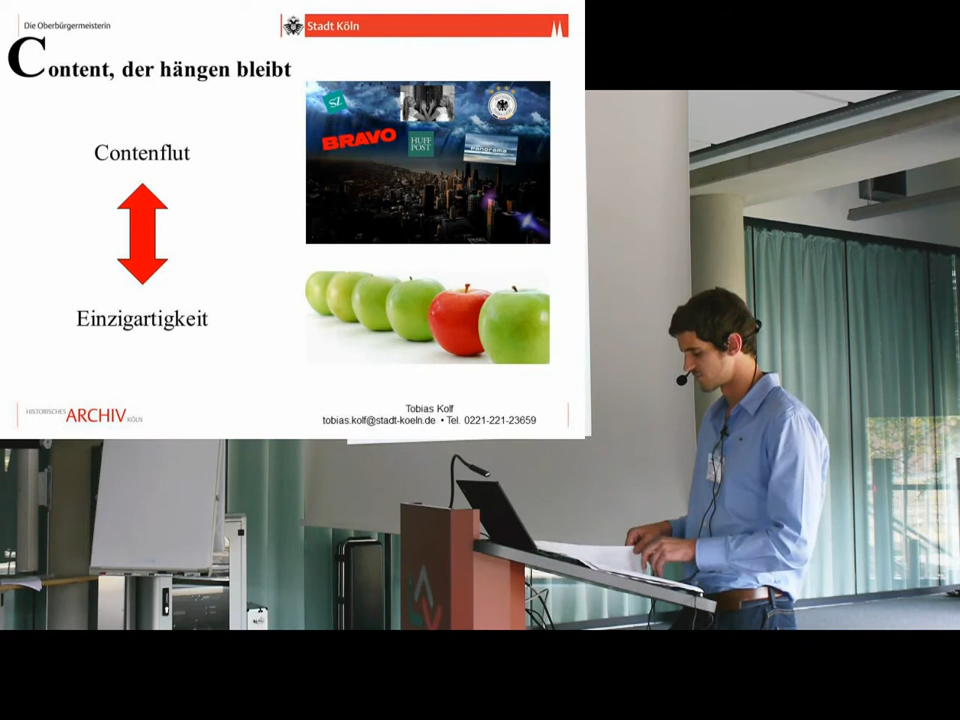 Die Oberbürgermeisterin
Stadt Köln
Content, der hängen bleibt
SZ
BRAVO
HUFF
POST
Panorama
Contenflut
Einzigartigkeit
HISTORISCHES ARCHIV KÖLN
Tobias Kolf
tobias.kolf@stadt-koeln.de • Tel. 0221-221-23659